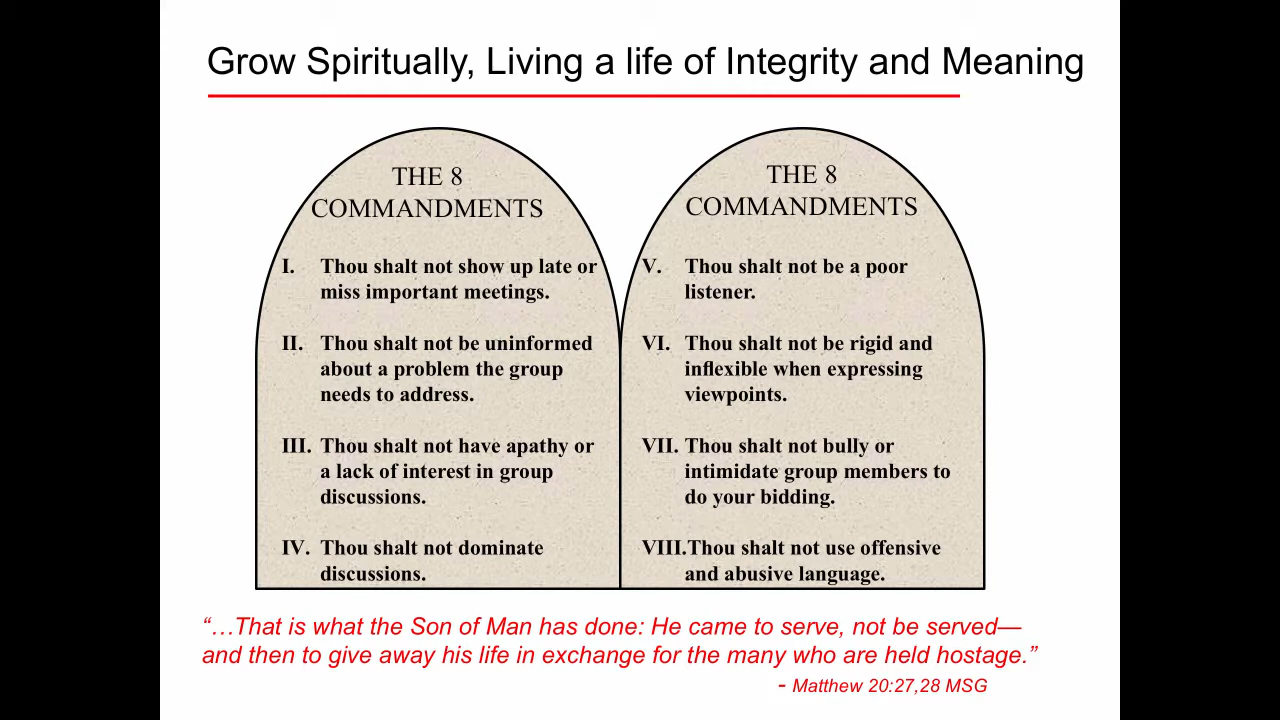 Grow Spiritually, Living a life of Integrity and Meaning
THE 8
COMMANDMENTS
I. Thou shalt not show up late or
miss important meetings.
II. Thou shalt not be uninformed
about a problem the group
needs to address.
III. Thou shalt not have apathy or
a lack of interest in group
discussions.
IV. Thou shalt not dominate
discussions.
THE 8
COMMANDMENTS
V. Thou shalt not be a poor
listener.
VI. Thou shalt not be rigid and
inflexible when expressing
viewpoints.
VII. Thou shalt not bully or
intimidate group members to
do your bidding.
VIII.Thou shalt not use offensive
and abusive language.
“…That is what the Son of Man has done: He came to serve, not be served—
and then to give away his life in exchange for the many who are held hostage.”
- Matthew 20:27,28 MSG